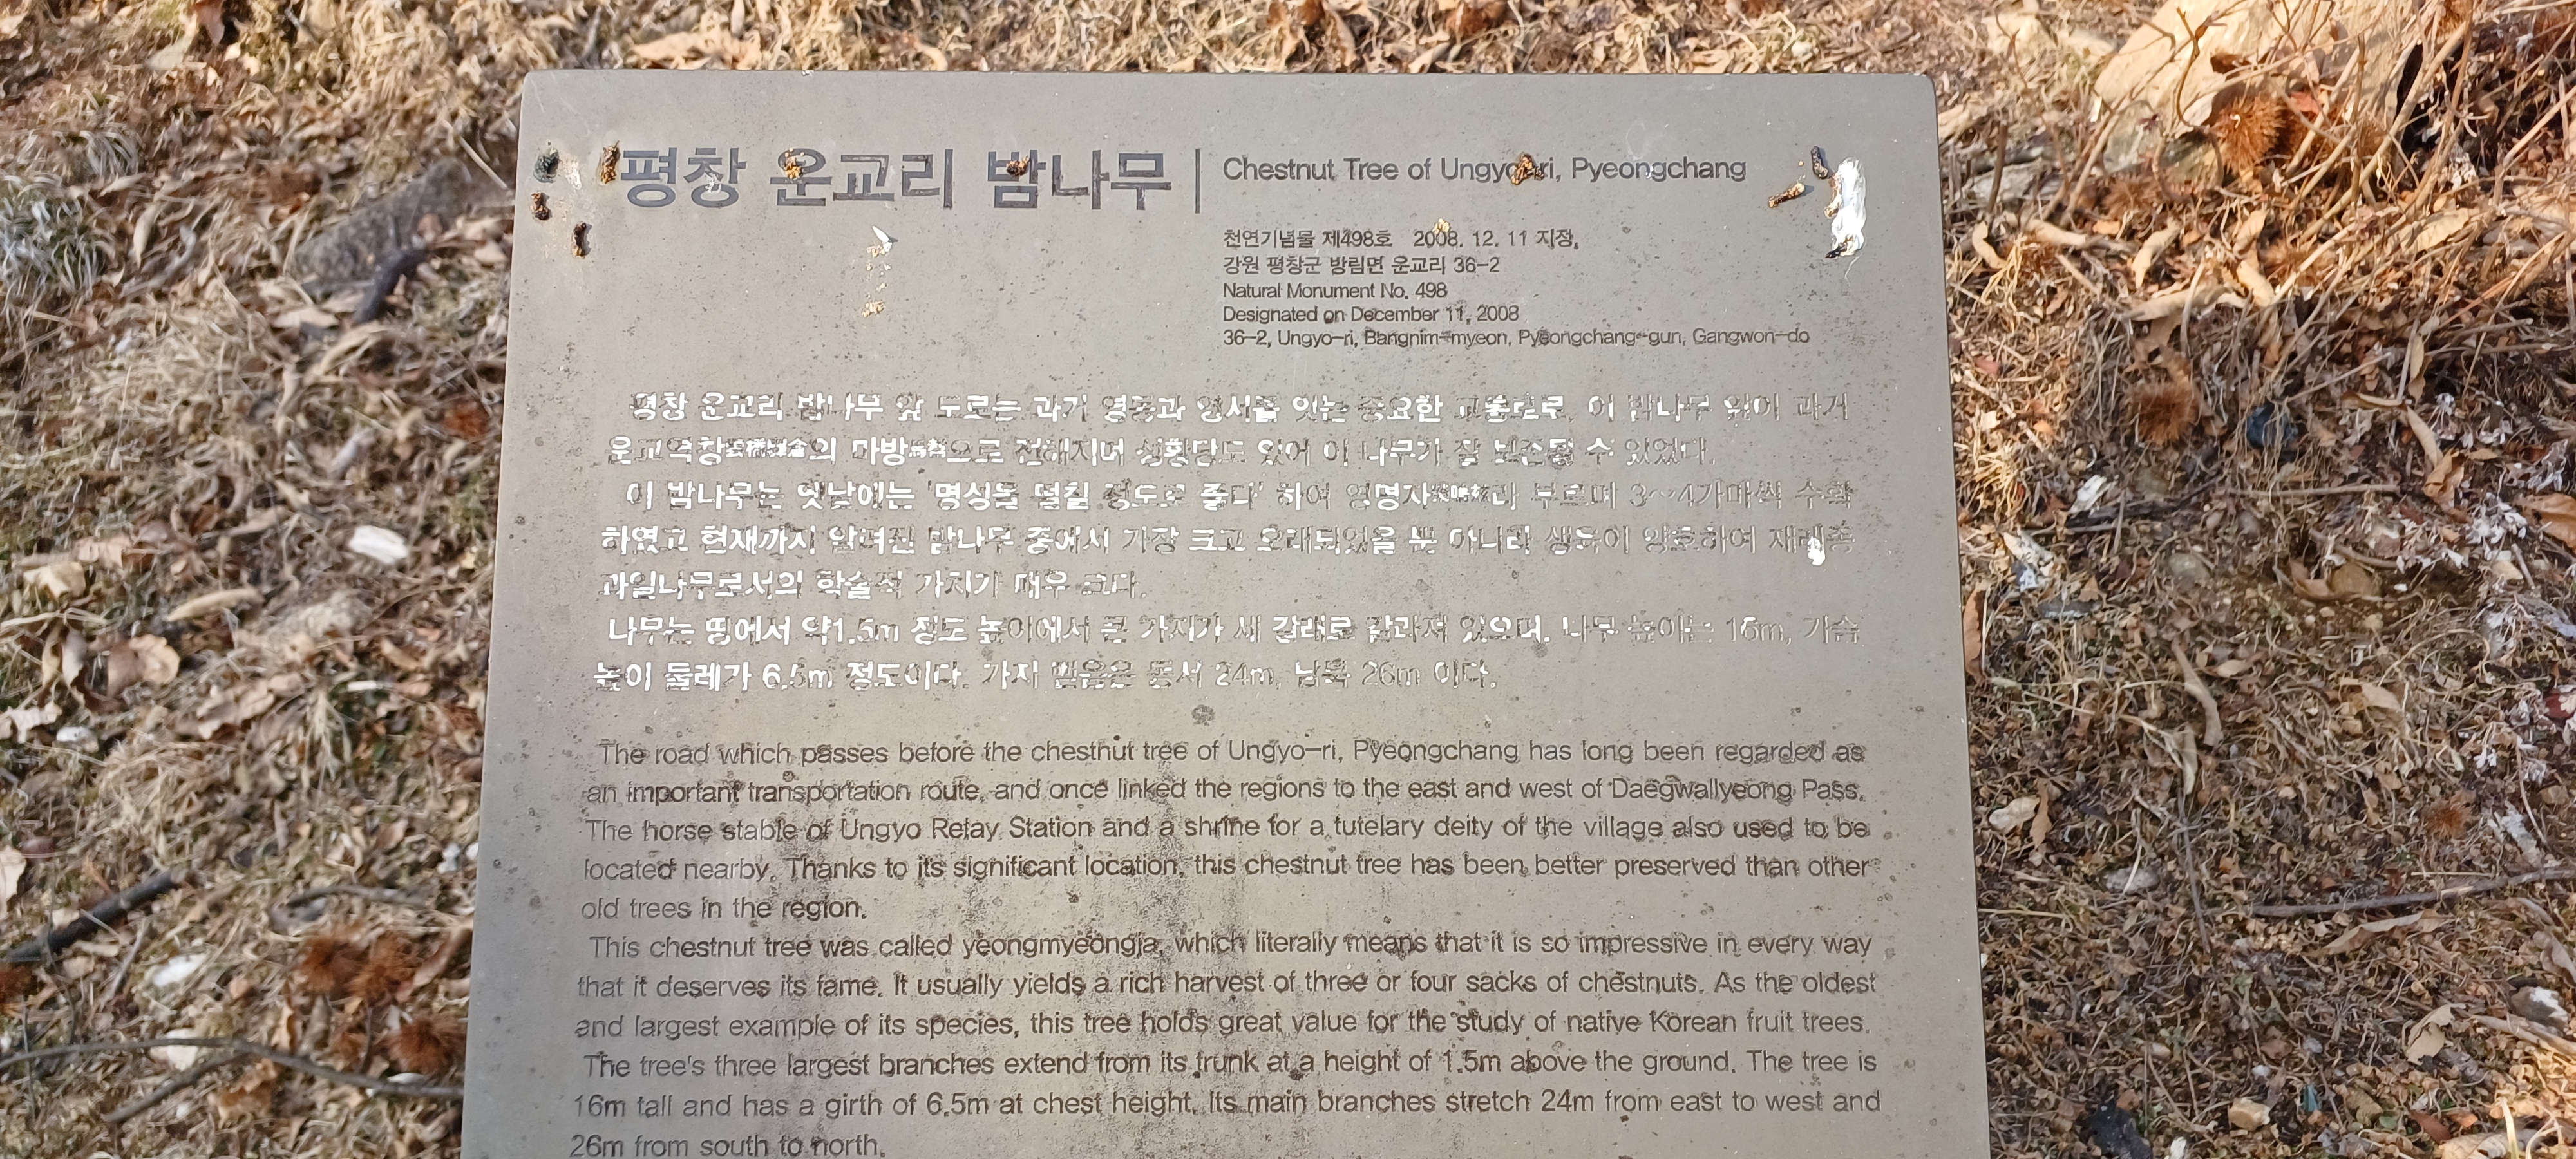 평창 운교리 밤나무
Chestnut Tree of Ungyo-ri, Pyeongchang
천연기념물 제498호 2008. 12. 11 지정.
강원 평창군 방림면 운교리 36-2
Natural Monument No. 498
Designated on December 11, 2008
36-2, Ungyo-ri, Bangnim-myeon, Pyeongchang-gun, Gangwon-do
평창 운교리 밤나무 앞 도로는 과거 영동과 영서를 잇는 중요한 교통로로, 이 밤나무 옆이 과거
운교역창의 마방으로 전해지며 성황당도 있어 이 나무가 잘 보존될 수 있었다.
이 밤나무는 옛날에는 '명성을 떨칠 정도로 좋다' 하여 영명자라 부르며 3~4가마씩 수확
하였고 현재까지 알려진 밤나무 중에서 가장 크고 오래되었을 뿐 아니라 생육이 양호하여 재래종
과일나무로서의 학술적 가치가 매우 크다.
나무는 땅에서 약1.5m 정도 높이에서 큰 가지가 세 갈래로 갈라져 있으며, 나무 높이는 16m, 가슴
높이 둘레가 6.5m 정도이다. 가지 뻗음은 동서 24m, 남북 26m 이다.
The road which passes before the chestnut tree of Ungyo-ri, Pyeongchang has long been regarded as
an important transportation route, and once linked the regions to the east and west of Daegwallyeong Pass.
The horse stable of Ungyo Relay Station and a shrine for a tutelary deity of the village also used to be
located nearby. Thanks to its significant location, this chestnut tree has been better preserved than other
old trees in the region.
This chestnut tree was called yeongmyeongja, which literally means that it is so impressive in every way
that it deserves its fame. It usually yields a rich harvest of three or four sacks of chestnuts. As the oldest
and largest example of its species, this tree holds great value for the study of native Korean fruit trees.
The tree's three largest branches extend from its trunk at a height of 1.5m above the ground. The tree is
16m tall and has a girth of 6.5m at chest height. Its main branches stretch 24m from east to west and
26m from south to north.